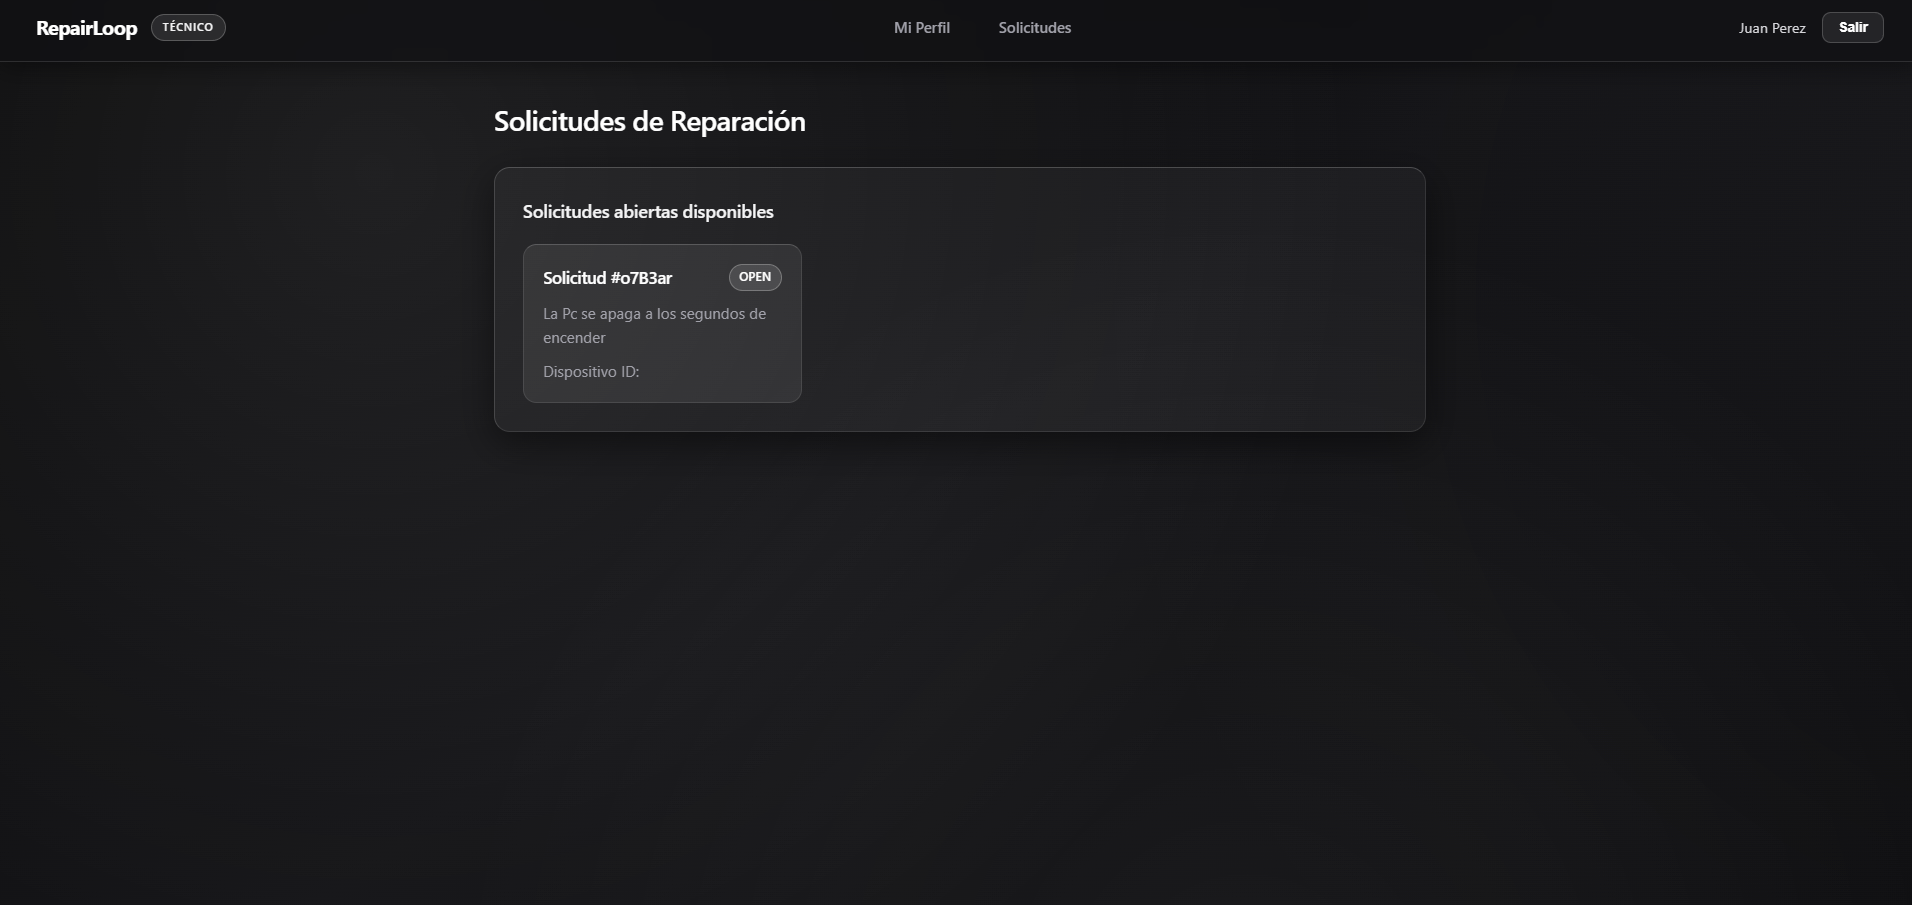 RepairLoop TÉCNICO Mi Perfil Solicitudes Juan Perez Salir
Solicitudes de Reparación
Solicitudes abiertas disponibles
Solicitud #o7B3ar OPEN
La Pc se apaga a los segundos de
encender
Dispositivo ID: